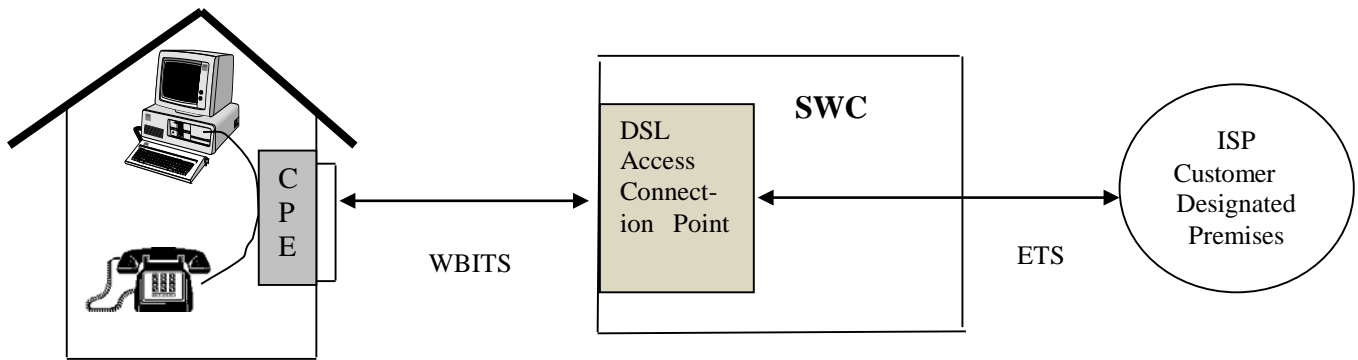 C
P
E
WBITS
DSL
Access
Connect-
ion Point
SWC
ETS
ISP
Customer
Designated
Premises